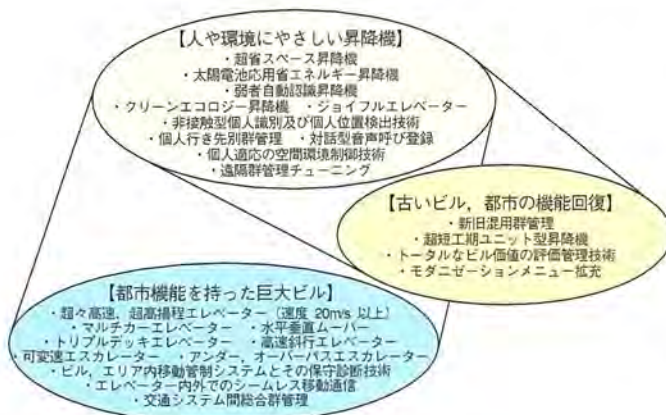 【人や環境にやさしい昇降機】
・超省スペース昇降機
・太陽電池応用省エネルギー昇降機
・弱者自動認識昇降機
・クリーンエコロジー昇降機　・ジョイフルエレベーター
・非接触型個人識別及び個人位置検出技術
・個人行き先別群管理　・対話型音声呼び登録
・個人適応の空間環境制御技術
・遠隔群管理チューニング
【古いビル，都市の機能回復】
・新旧混用群管理
・超短工期ユニット型昇降機
・トータルなビル価値の評価管理技術
・モダニゼーションメニュー拡充
【都市機能を持った巨大ビル】
・超々高速，超高揚程エレベーター（速度 20m/s 以上）
・マルチカーエレベーター　・水平垂直ムーバー
・トリプルデッキエレベーター　・高速斜行エレベーター
・可変速エスカレーター　・アンダー，オーバーパスエスカレーター
・ビル，エリア内移動管制システムとその保守診断技術
・エレベーター内外でのシームレス移動通信
・交通システム間総合群管理